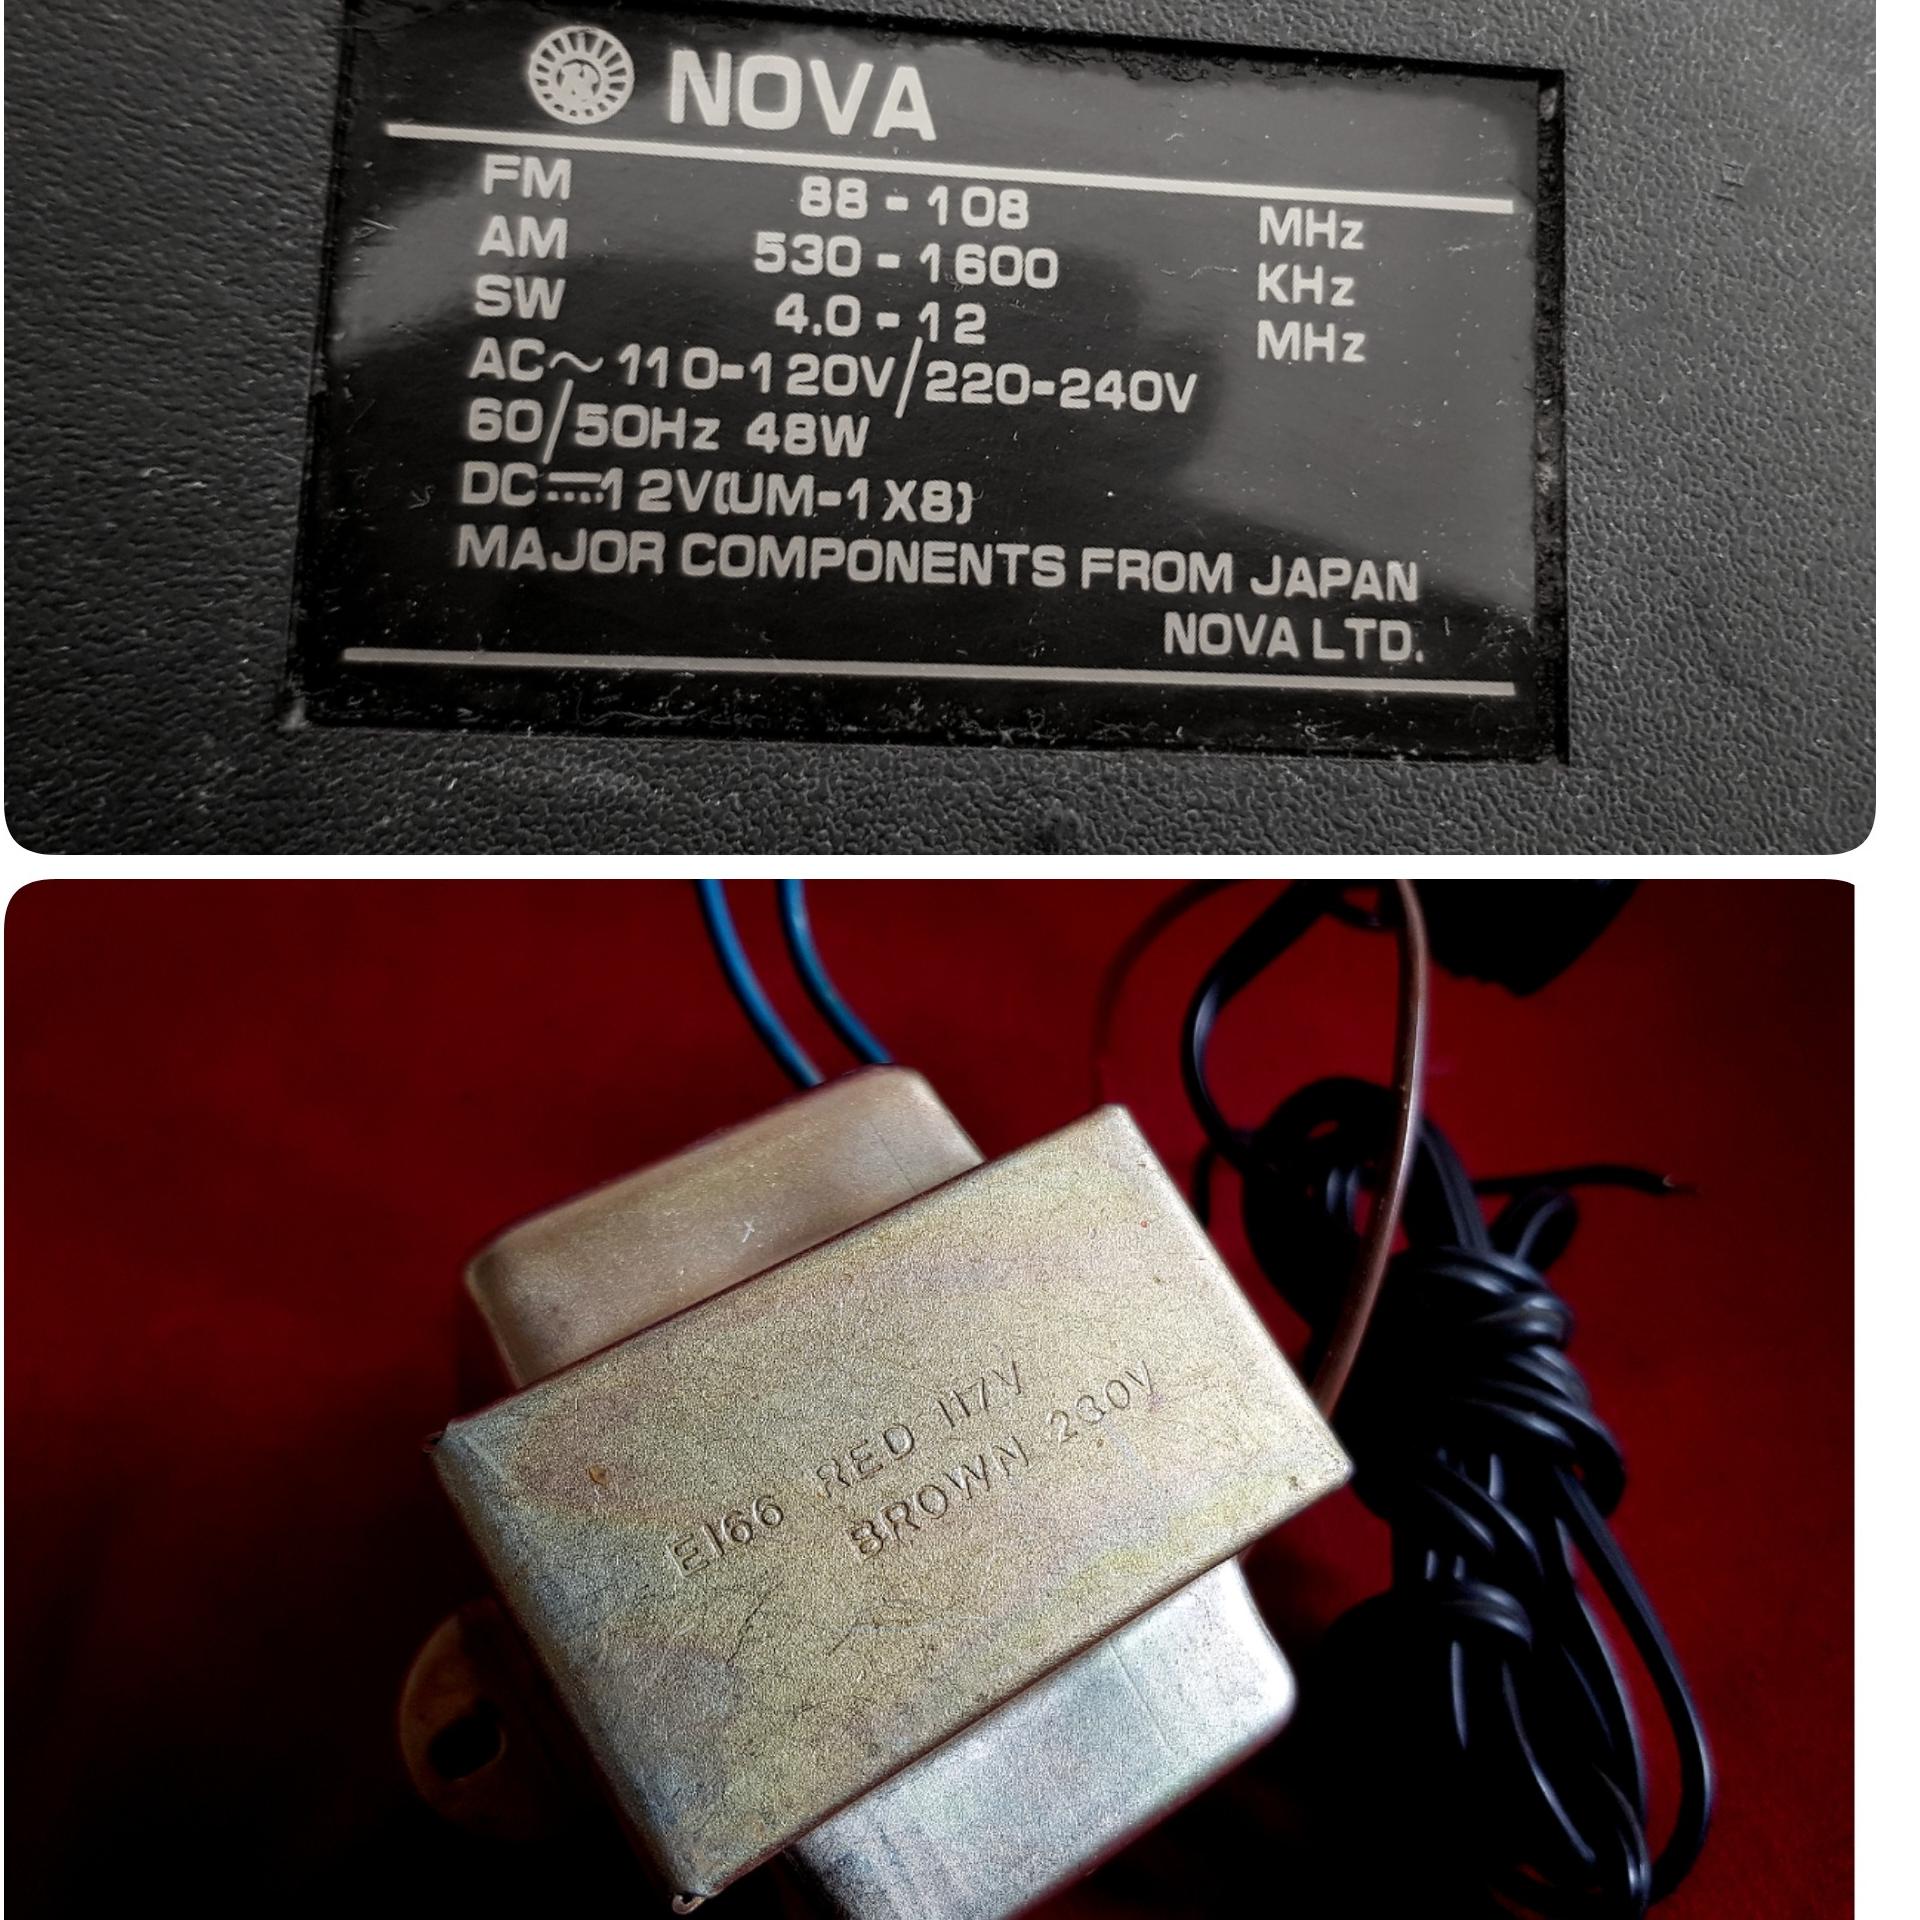 NOVA
FM 88-108 MHz
AM 530-1600 KHz
SW 4.0-12 MHz
AC~110-120V/220-240V
60/50Hz 48W
DC⎓12V(UM-1X8)
MAJOR COMPONENTS FROM JAPAN
NOVA LTD.
EI66 RED 117V
BROWN 230V